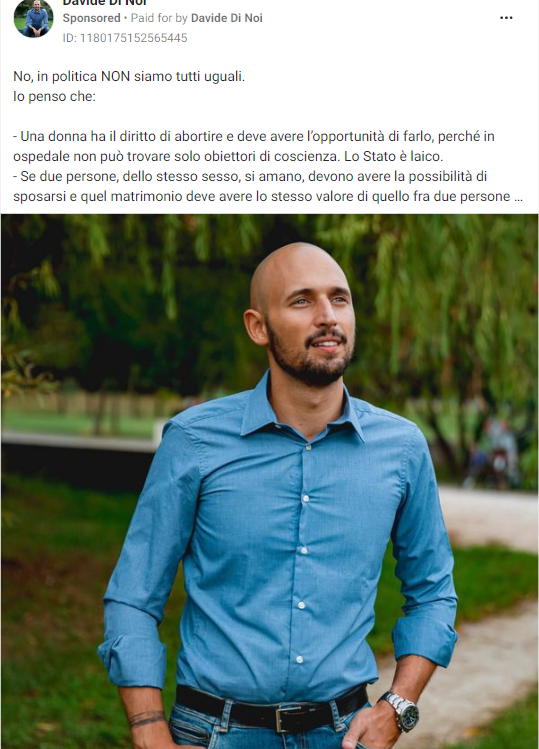 Davide Di Noi
Sponsored • Paid for by Davide Di Noi
ID: 1180175152565445
No, in politica NON siamo tutti uguali.
Io penso che:
- Una donna ha il diritto di abortire e deve avere l'opportunità di farlo, perché in
ospedale non può trovare solo obiettori di coscienza. Lo Stato è laico.
- Se due persone, dello stesso sesso, si amano, devono avere la possibilità di
sposarsi e quel matrimonio deve avere lo stesso valore di quello fra due persone ...